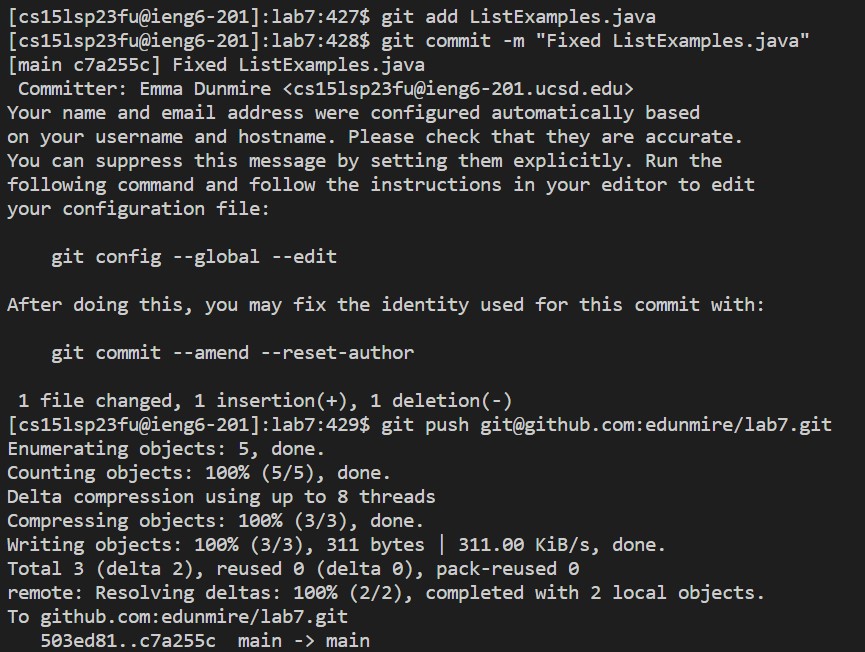 [cs15lsp23fu@ieng6-201]:lab7:427$ git add ListExamples.java
[cs15lsp23fu@ieng6-201]:lab7:428$ git commit -m "Fixed ListExamples.java"
[main c7a255c] Fixed ListExamples.java
 Committer: Emma Dunmire <cs15lsp23fu@ieng6-201.ucsd.edu>
Your name and email address were configured automatically based
on your username and hostname. Please check that they are accurate.
You can suppress this message by setting them explicitly. Run the
following command and follow the instructions in your editor to edit
your configuration file:

    git config --global --edit

After doing this, you may fix the identity used for this commit with:

    git commit --amend --reset-author

 1 file changed, 1 insertion(+), 1 deletion(-)
[cs15lsp23fu@ieng6-201]:lab7:429$ git push git@github.com:edunmire/lab7.git
Enumerating objects: 5, done.
Counting objects: 100% (5/5), done.
Delta compression using up to 8 threads
Compressing objects: 100% (3/3), done.
Writing objects: 100% (3/3), 311 bytes | 311.00 KiB/s, done.
Total 3 (delta 2), reused 0 (delta 0), pack-reused 0
remote: Resolving deltas: 100% (2/2), completed with 2 local objects.
To github.com:edunmire/lab7.git
   503ed81..c7a255c  main -> main